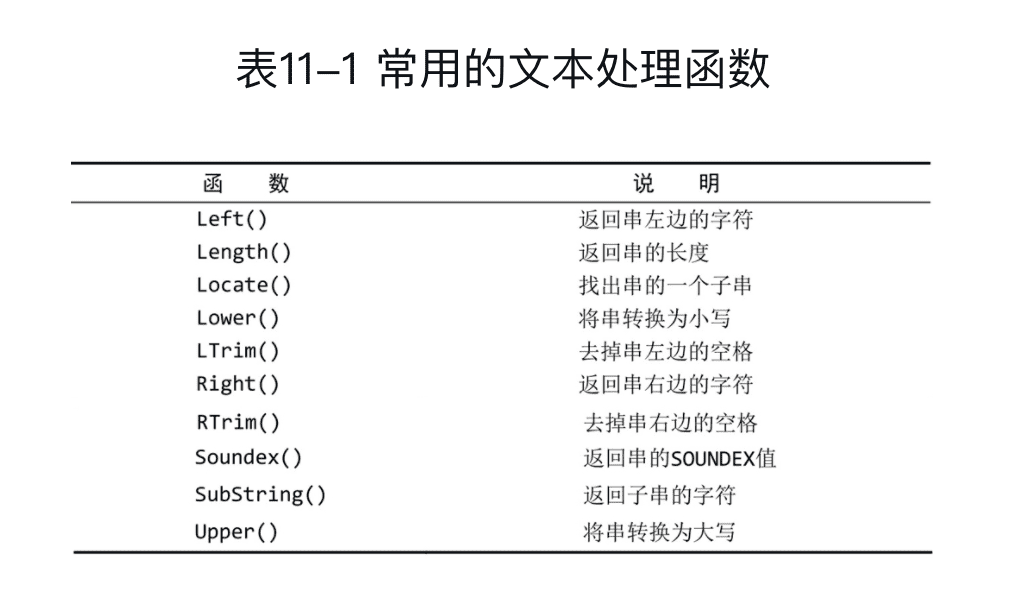 表11–1 常用的文本处理函数
函 数 说 明
Left() 返回串左边的字符
Length() 返回串的长度
Locate() 找出串的一个子串
Lower() 将串转换为小写
LTrim() 去掉串左边的空格
Right() 返回串右边的字符
RTrim() 去掉串右边的空格
Soundex() 返回串的SOUNDEX值
SubString() 返回子串的字符
Upper() 将串转换为大写